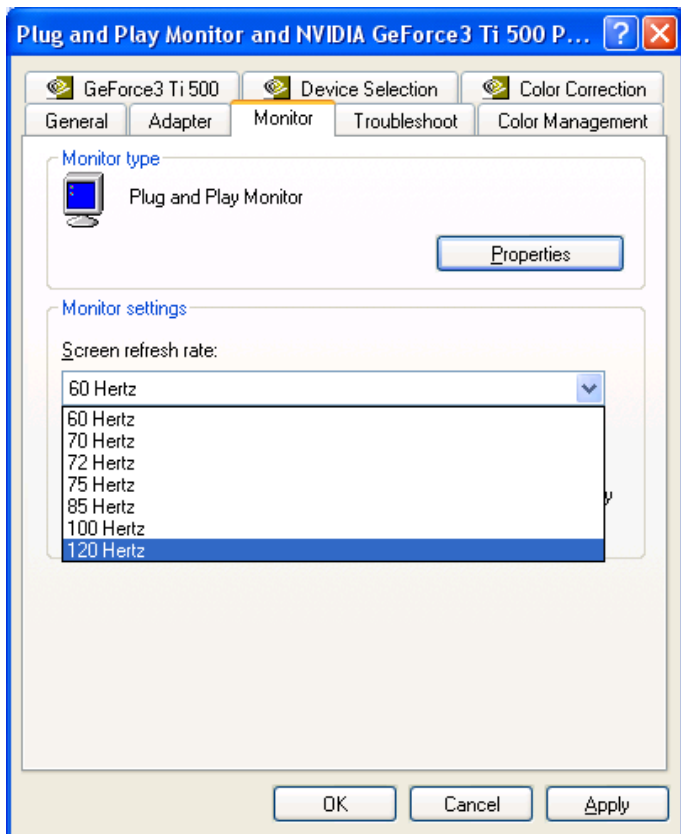 Plug and Play Monitor and NVIDIA GeForce3 Ti 500 P...
GeForce3 Ti 500 Device Selection Color Correction
General Adapter Monitor Troubleshoot Color Management
Monitor type
Plug and Play Monitor
Properties
Monitor settings
Screen refresh rate:
60 Hertz
60 Hertz
70 Hertz
72 Hertz
75 Hertz
85 Hertz
100 Hertz
120 Hertz
OK Cancel Apply